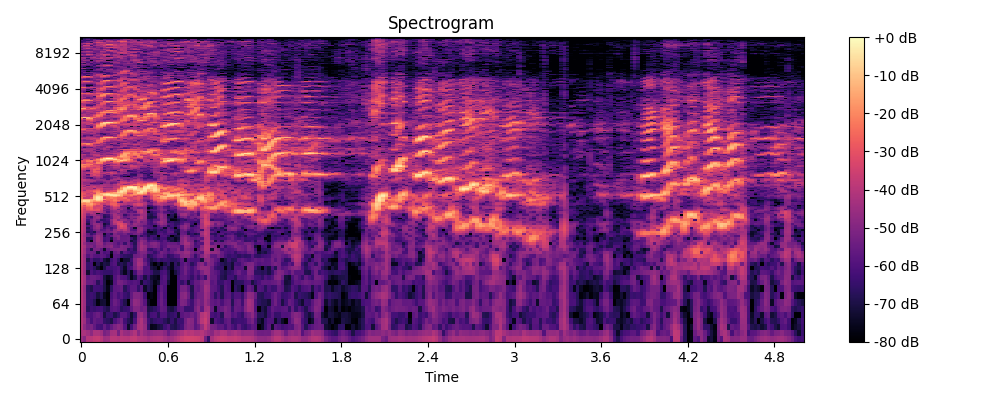 Spectrogram
Frequency
8192
4096
2048
1024
512
256
128
64
0
0
0.6
1.2
1.8
2.4
3
3.6
4.2
4.8
Time
+0 dB
-10 dB
-20 dB
-30 dB
-40 dB
-50 dB
-60 dB
-70 dB
-80 dB